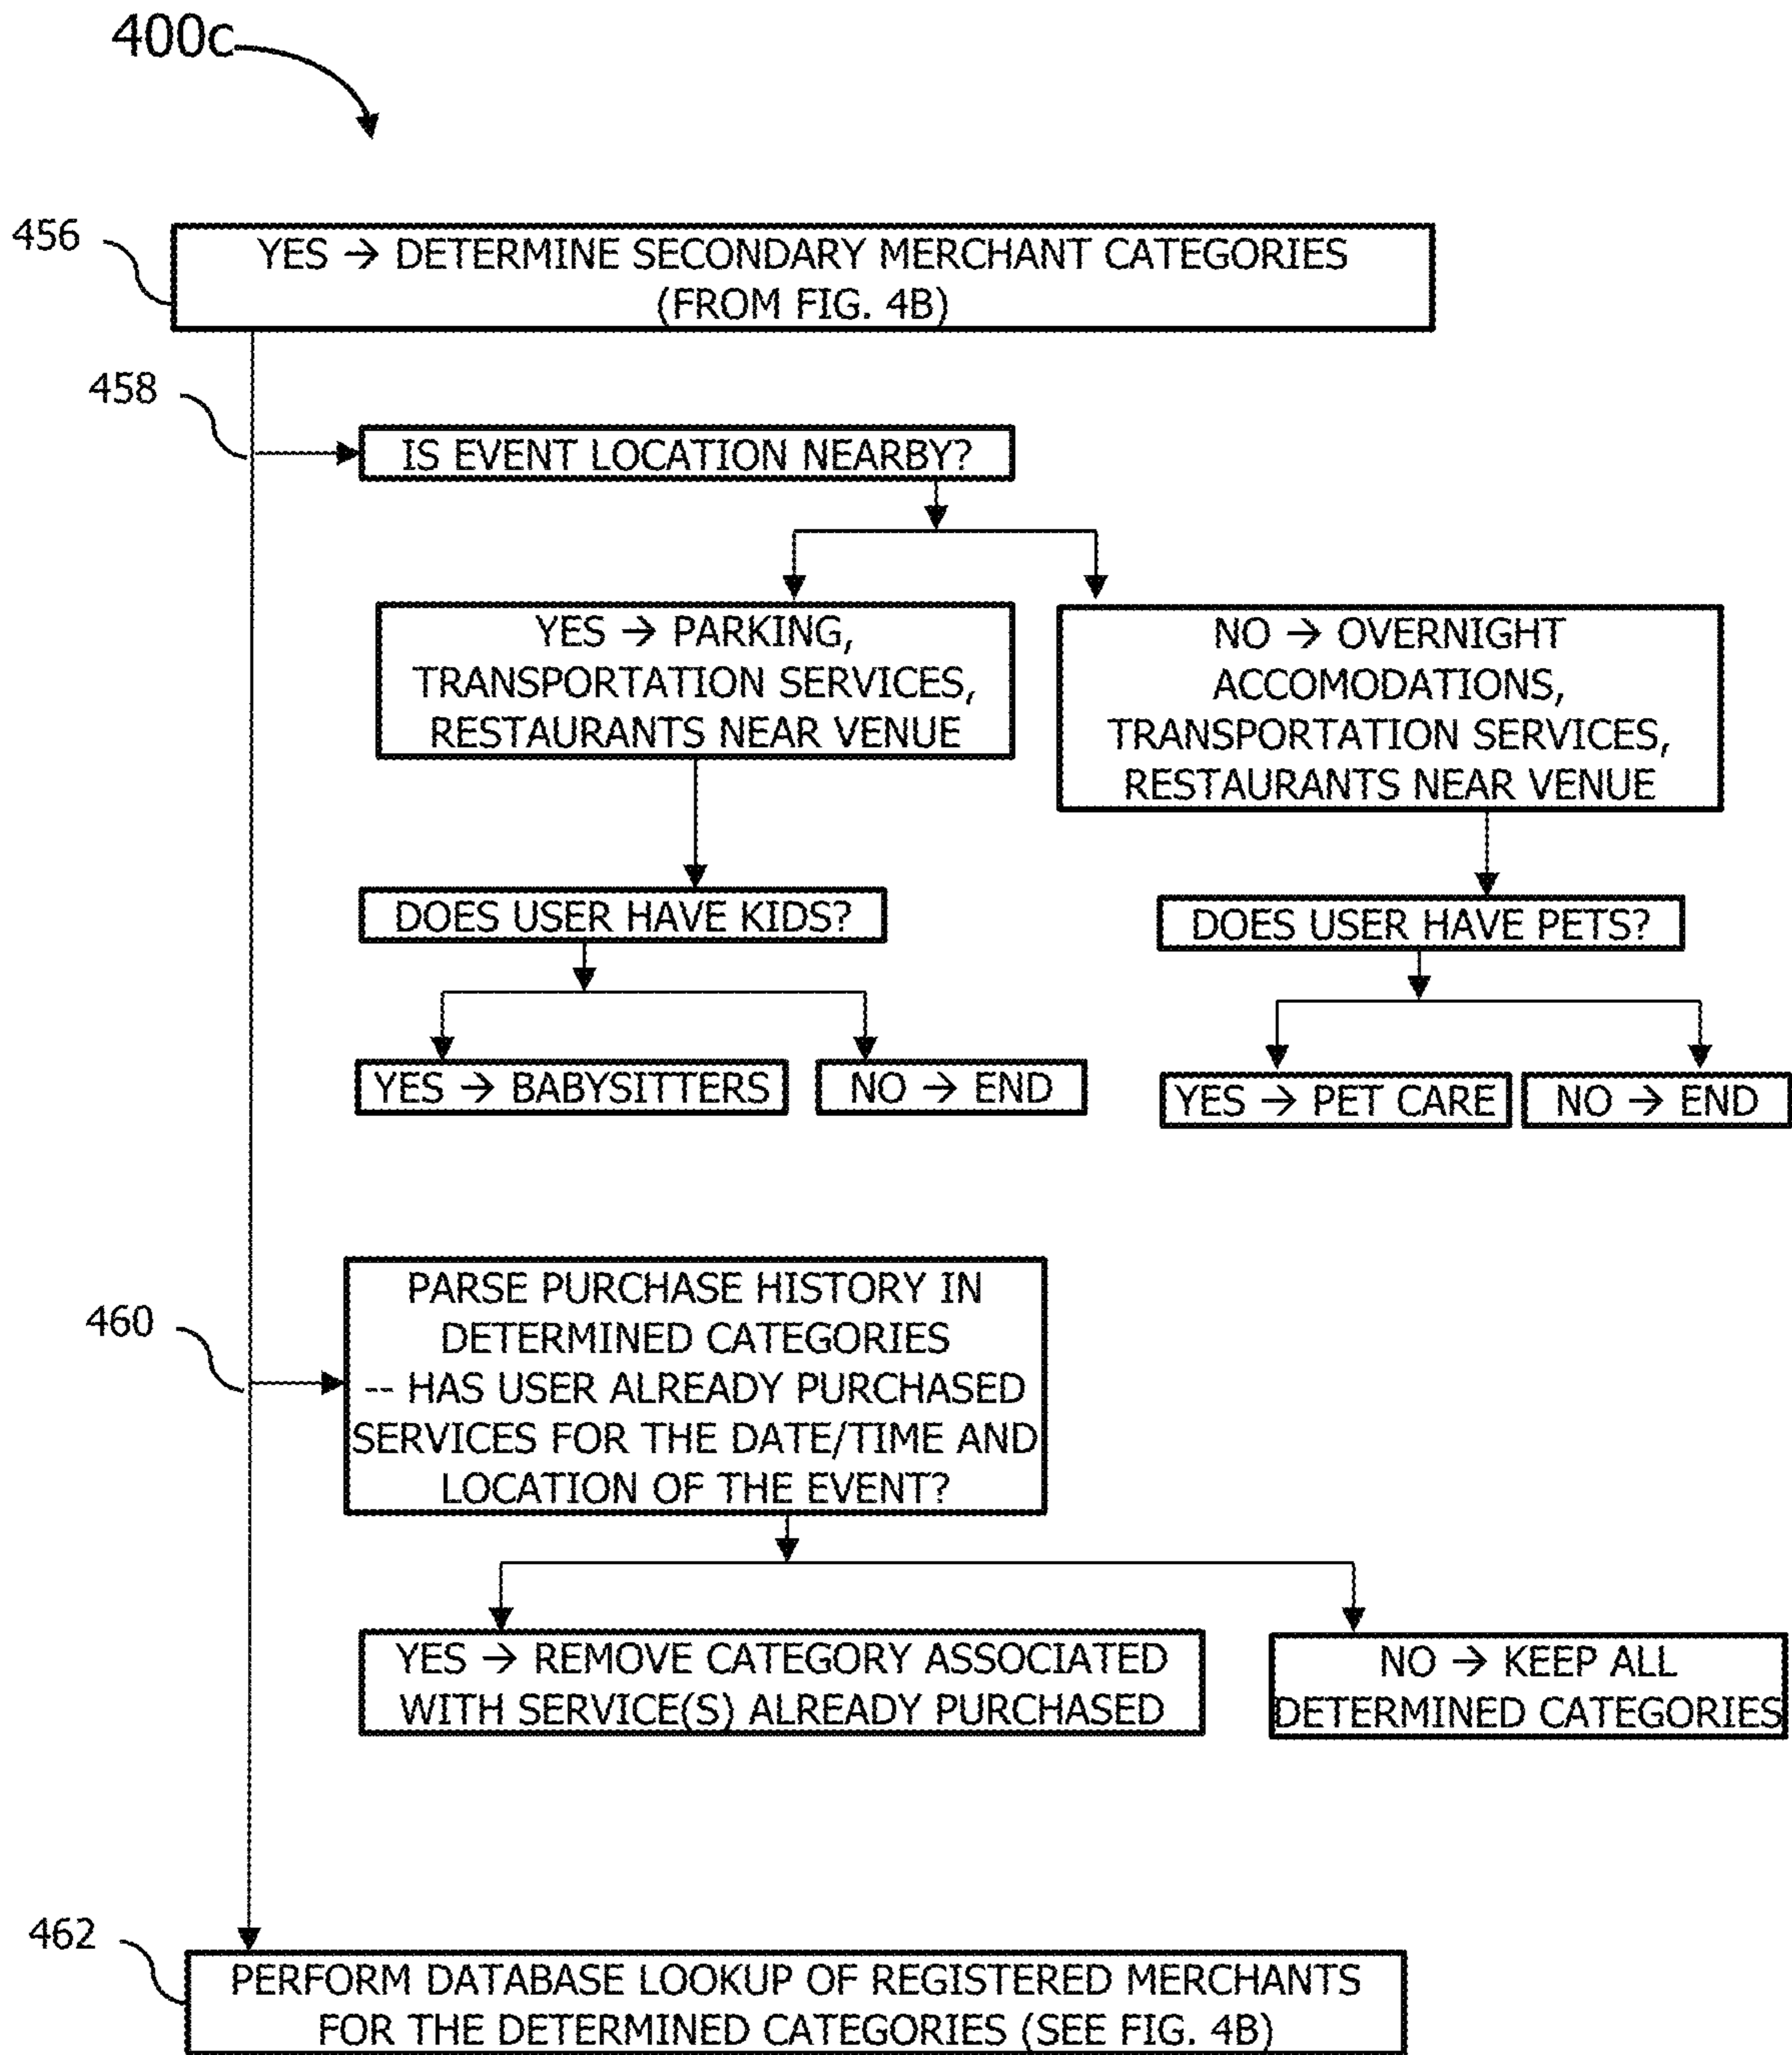 400c
456
YES → DETERMINE SECONDARY MERCHANT CATEGORIES
(FROM FIG. 4B)
458
IS EVENT LOCATION NEARBY?
YES → PARKING,
TRANSPORTATION SERVICES,
RESTAURANTS NEAR VENUE
NO → OVERNIGHT
ACCOMODATIONS,
TRANSPORTATION SERVICES,
RESTAURANTS NEAR VENUE
DOES USER HAVE KIDS?
DOES USER HAVE PETS?
YES → BABYSITTERS
NO → END
YES → PET CARE
NO → END
460
PARSE PURCHASE HISTORY IN
DETERMINED CATEGORIES
-- HAS USER ALREADY PURCHASED
SERVICES FOR THE DATE/TIME AND
LOCATION OF THE EVENT?
YES → REMOVE CATEGORY ASSOCIATED
WITH SERVICE(S) ALREADY PURCHASED
NO → KEEP ALL
DETERMINED CATEGORIES
462
PERFORM DATABASE LOOKUP OF REGISTERED MERCHANTS
FOR THE DETERMINED CATEGORIES (SEE FIG. 4B)